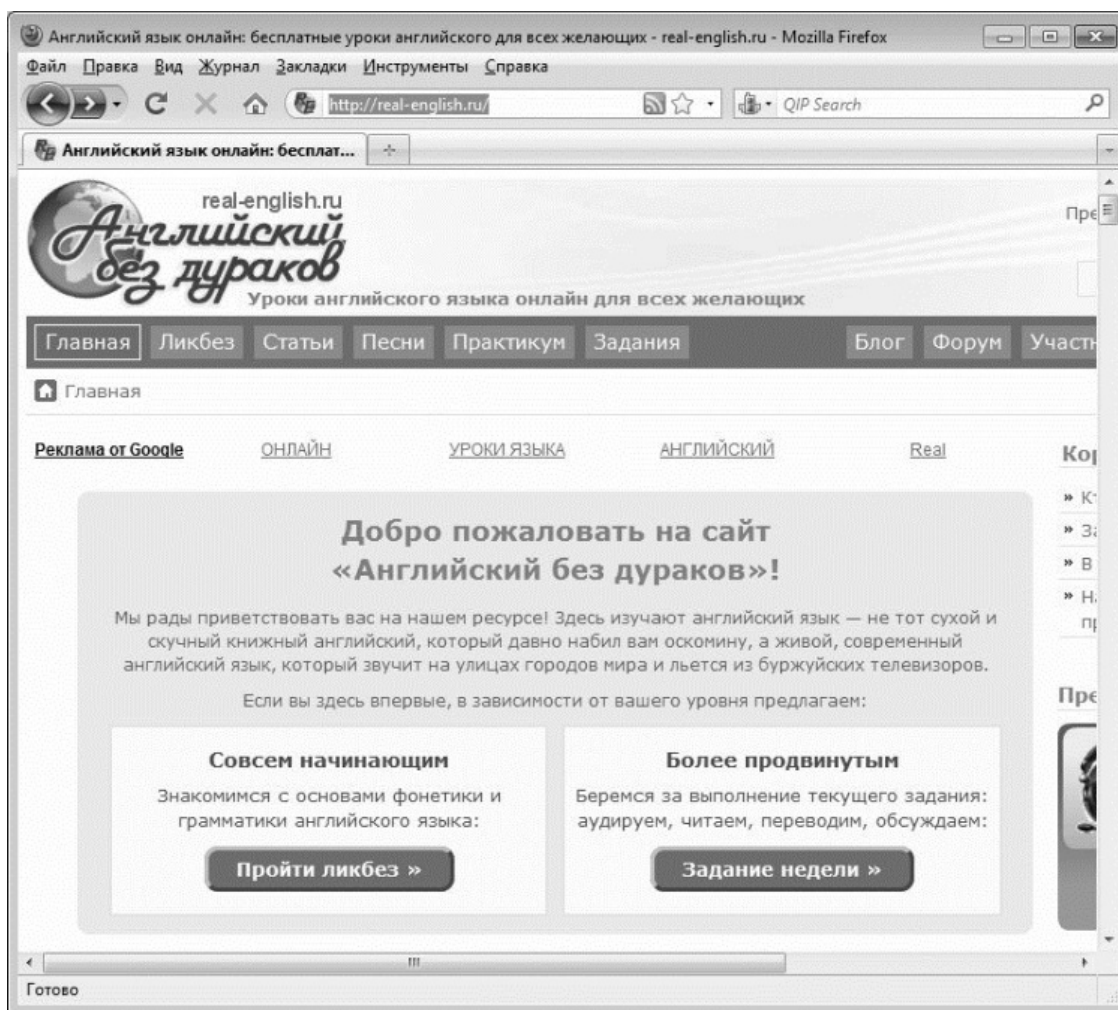 Английский язык онлайн: бесплатные уроки английского для всех желающих - real-english.ru - Mozilla Firefox
Файл Правка Вид Журнал Закладки Инструменты Справка
http://real-english.ru/ QIP Search
Английский язык онлайн: бесплат...
real-english.ru
Английский
без дураков
Уроки английского языка онлайн для всех желающих
Пре
Главная Ликбез Статьи Песни Практикум Задания Блог Форум Участн
Главная
Реклама от Google ОНЛАЙН УРОКИ ЯЗЫКА АНГЛИЙСКИЙ Real
Добро пожаловать на сайт
«Английский без дураков»!
Мы рады приветствовать вас на нашем ресурсе! Здесь изучают английский язык — не тот сухой и
скучный книжный английский, который давно набил вам оскомину, а живой, современный
английский язык, который звучит на улицах городов мира и льется из буржуйских телевизоров.
Если вы здесь впервые, в зависимости от вашего уровня предлагаем:
Совсем начинающим
Знакомимся с основами фонетики и
грамматики английского языка:
Пройти ликбез »
Более продвинутым
Беремся за выполнение текущего задания:
аудируем, читаем, переводим, обсуждаем:
Задание недели »
» В
Пре
Готово